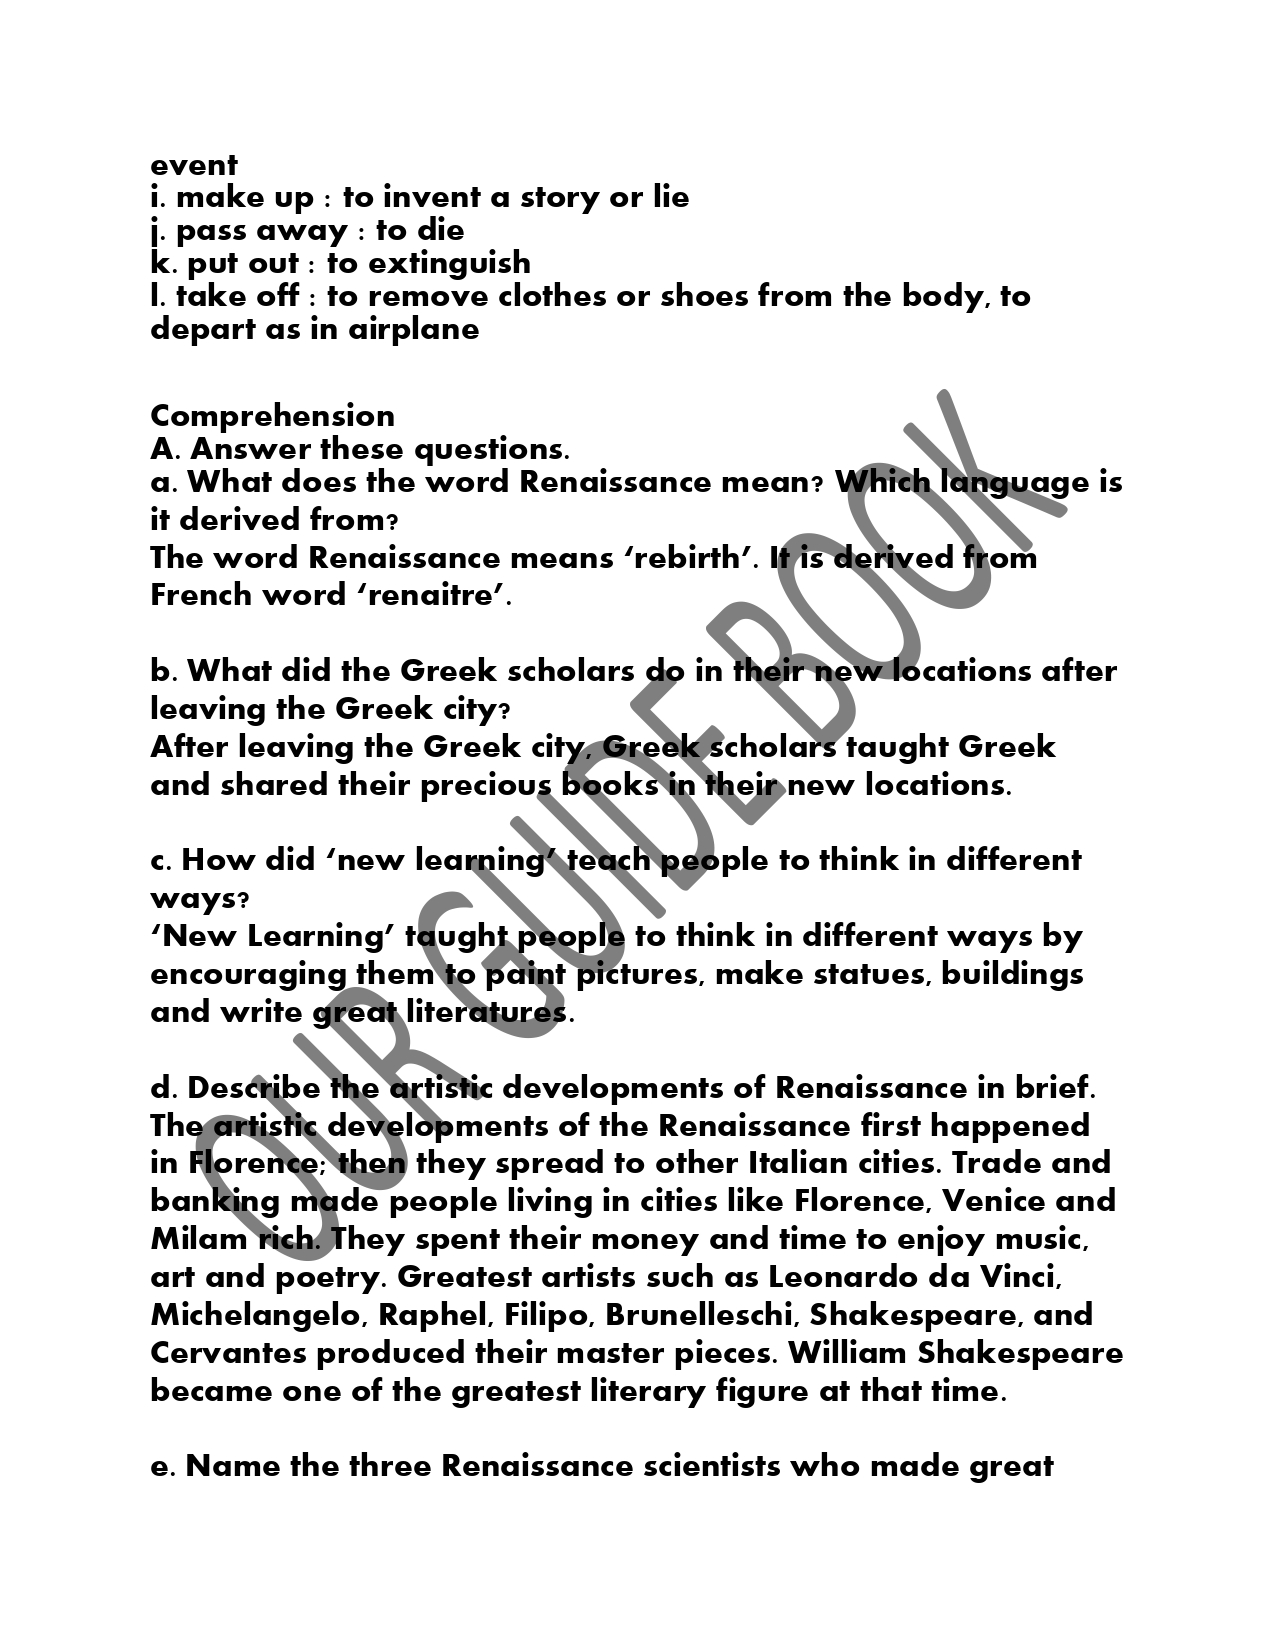 event
i. make up : to invent a story or lie
j. pass away : to die
k. put out : to extinguish
l. take off : to remove clothes or shoes from the body, to
depart as in airplane
Comprehension
A. Answer these questions.
a. What does the word Renaissance mean? Which language is
it derived from?
The word Renaissance means ‘rebirth’. It is derived from
French word ‘renaitre’.
b. What did the Greek scholars do in their new locations after
leaving the Greek city?
After leaving the Greek city, Greek scholars taught Greek
and shared their precious books in their new locations.
c. How did ‘new learning’ teach people to think in different
ways?
‘New Learning’ taught people to think in different ways by
encouraging them to paint pictures, make statues, buildings
and write great literatures.
d. Describe the artistic developments of Renaissance in brief.
The artistic developments of the Renaissance first happened
in Florence; then they spread to other Italian cities. Trade and
banking made people living in cities like Florence, Venice and
Milam rich. They spent their money and time to enjoy music,
art and poetry. Greatest artists such as Leonardo da Vinci,
Michelangelo, Raphel, Filipo, Brunelleschi, Shakespeare, and
Cervantes produced their master pieces. William Shakespeare
became one of the greatest literary figure at that time.
e. Name the three Renaissance scientists who made great
OUR GUIDE BOOK